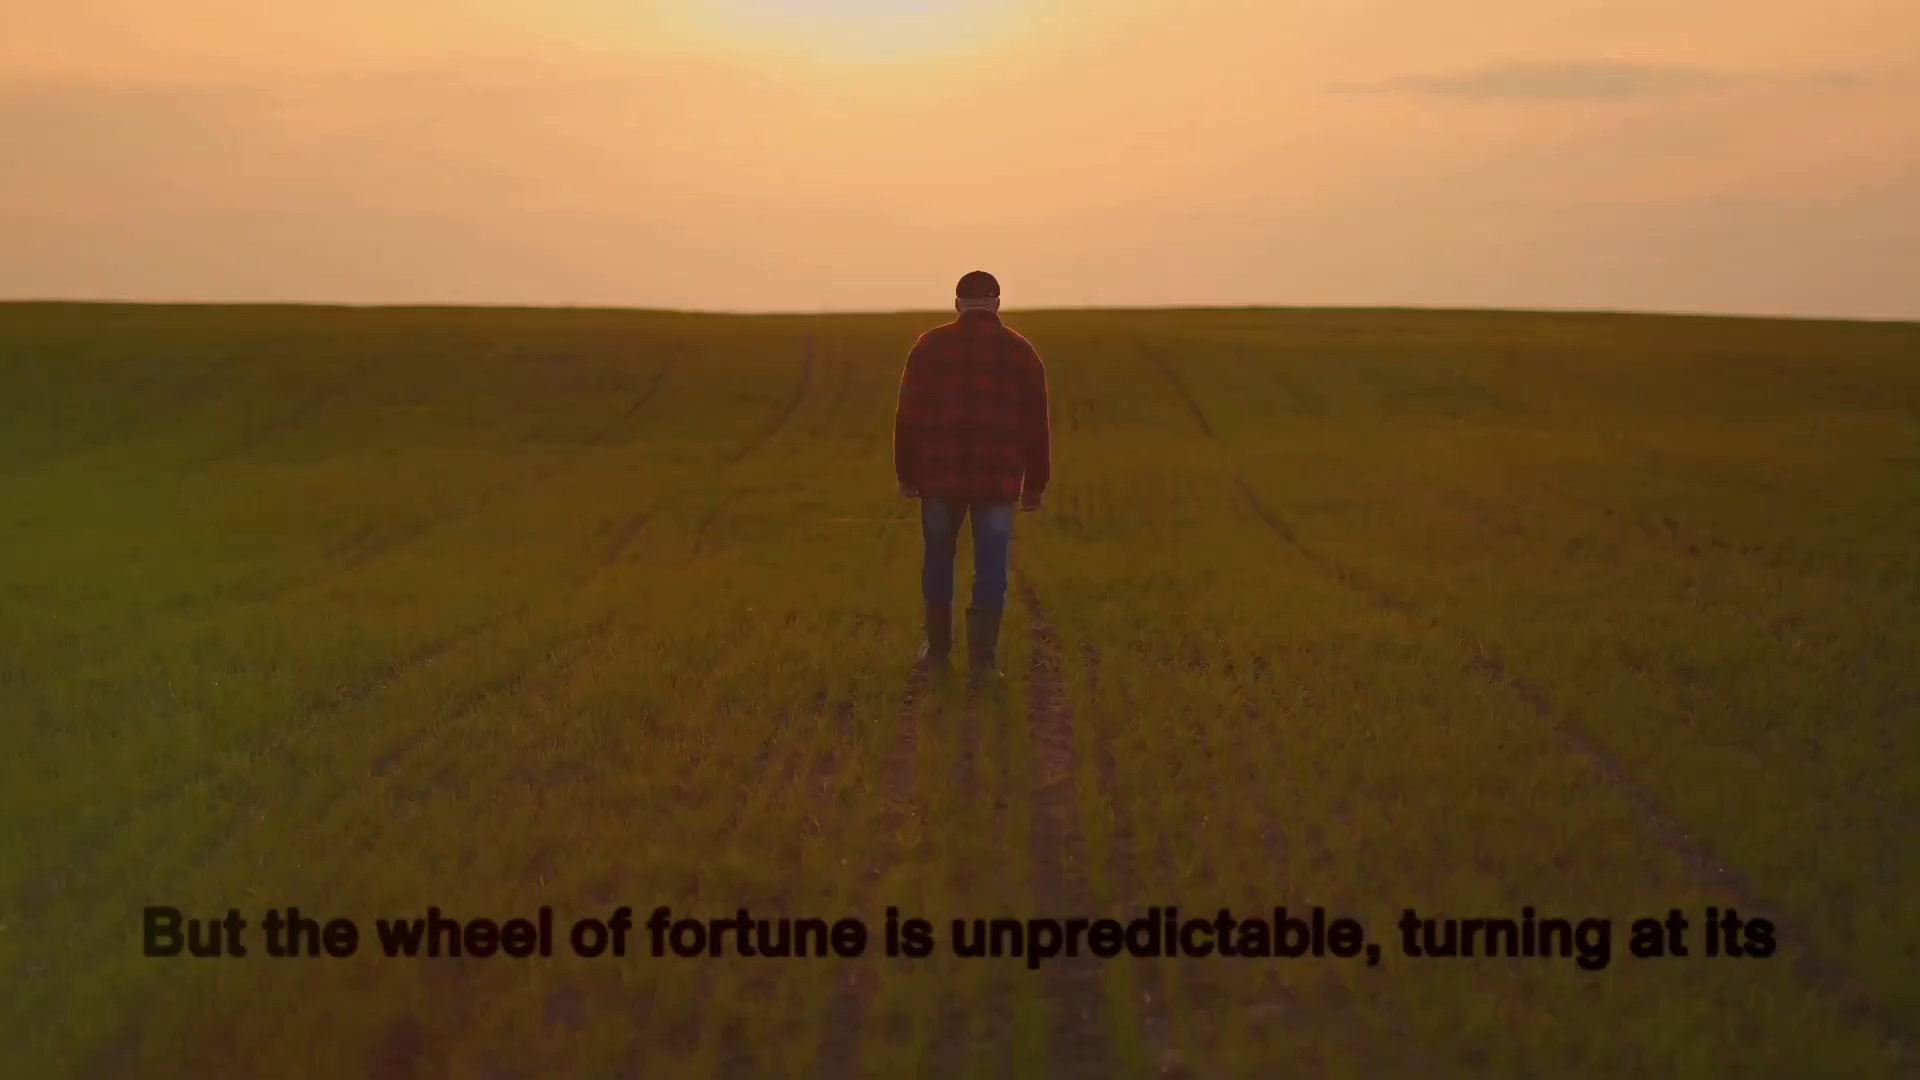 But the wheel of fortune is unpredictable, turning at its